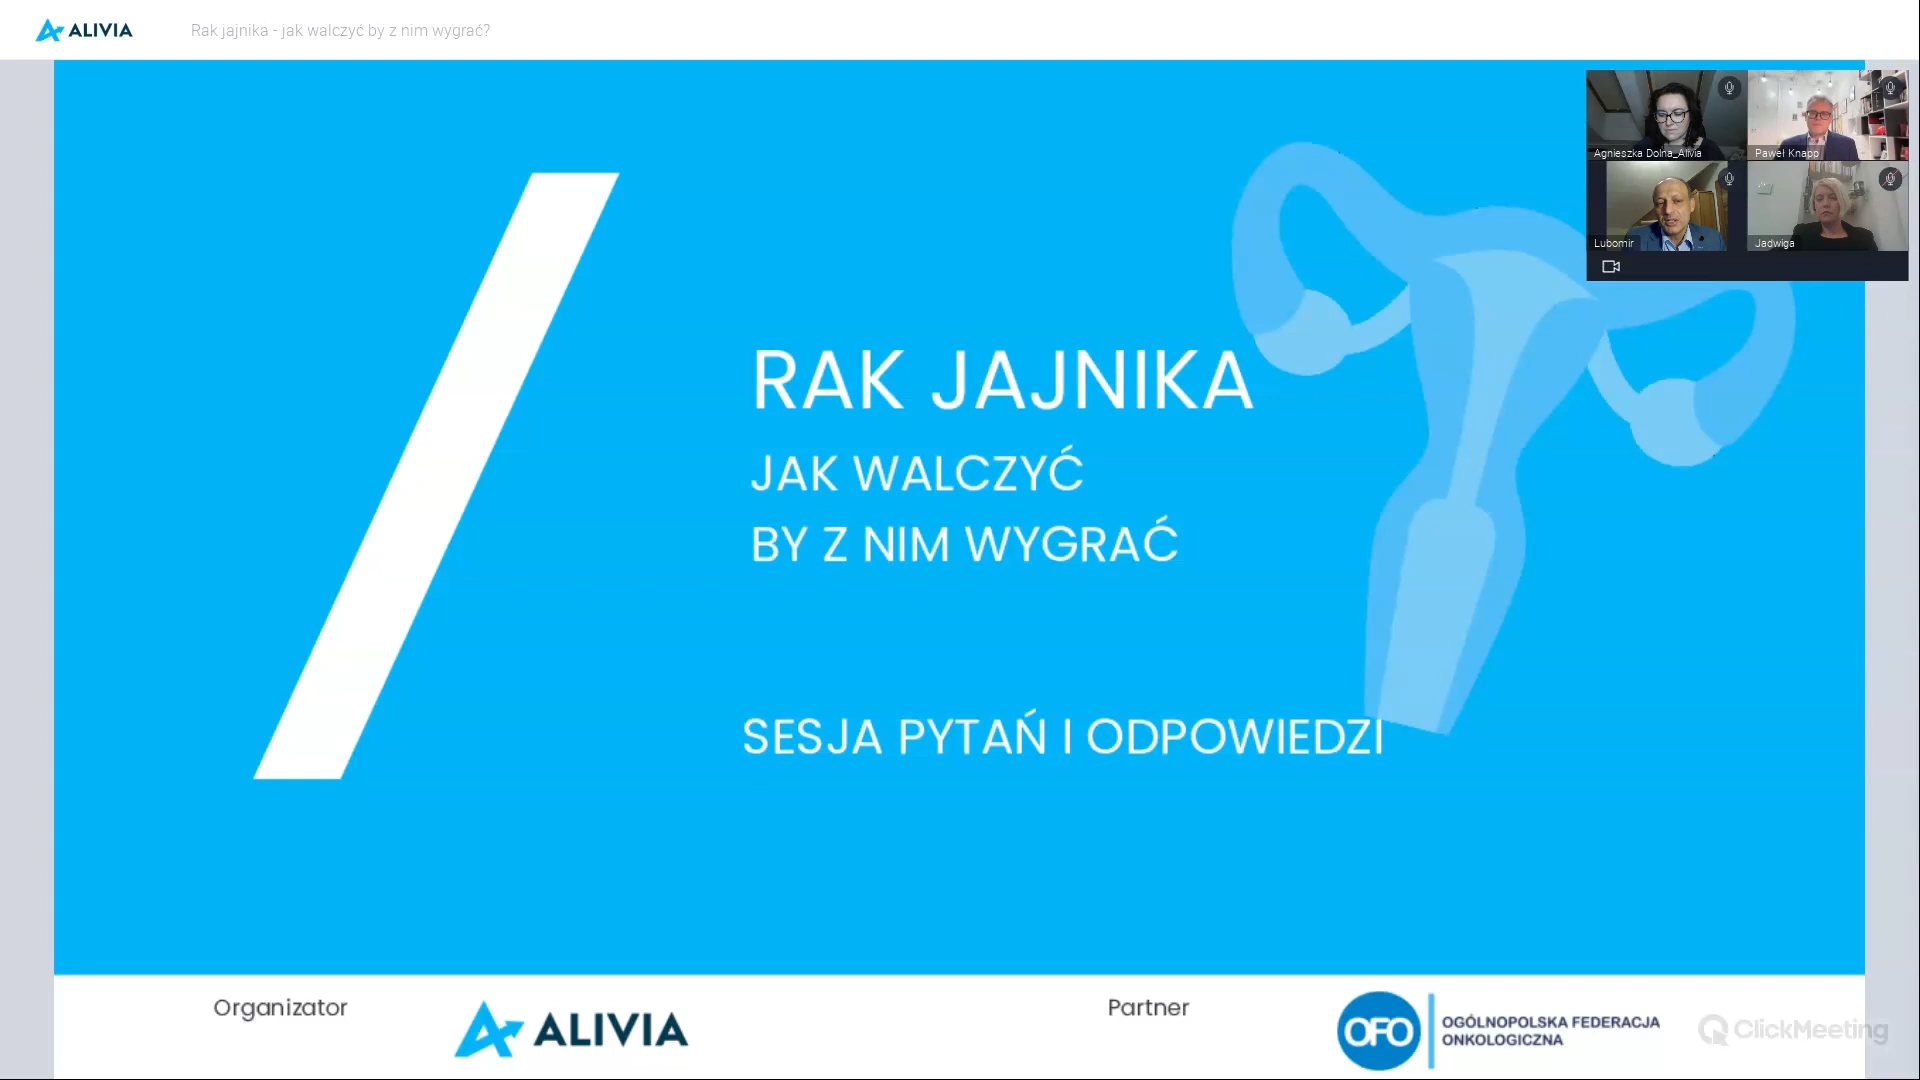 ALIVIA
Rak jajnika - jak walczyć by z nim wygrać?
Agnieszka Dolna_Alivia
Paweł Knapp
Lubomir
Jadwiga
RAK JAJNIKA
JAK WALCZYĆ
BY Z NIM WYGRAĆ
SESJA PYTAŃ I ODPOWIEDZI
Organizator
ALIVIA
Partner
OFO
OGÓLNOPOLSKA FEDERACJA
ONKOLOGICZNA
ClickMeeting